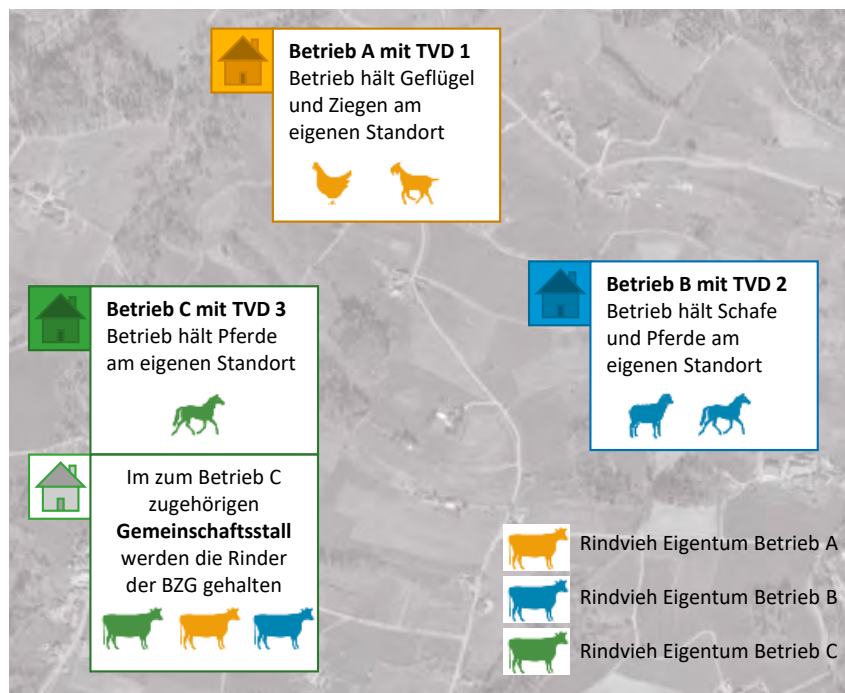 Betrieb A mit TVD 1
Betrieb hält Geflügel
und Ziegen am
eigenen Standort
Betrieb C mit TVD 3
Betrieb hält Pferde
am eigenen Standort
Betrieb B mit TVD 2
Betrieb hält Schafe
und Pferde am
eigenen Standort
Im zum Betrieb C
zugehörigen
Gemeinschaftsstall
werden die Rinder
der BZG gehalten
Rindvieh Eigentum Betrieb A
Rindvieh Eigentum Betrieb B
Rindvieh Eigentum Betrieb C